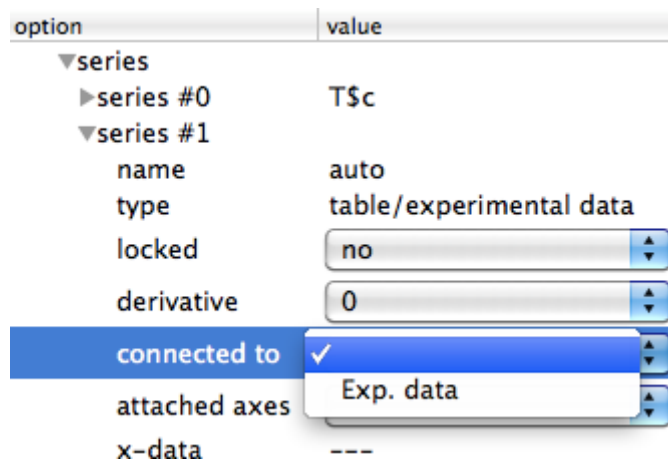 option value
series
series #0 T$c
series #1
name auto
type table/experimental data
locked no
derivative 0
connected to
Exp. data
attached axes
x-data ---